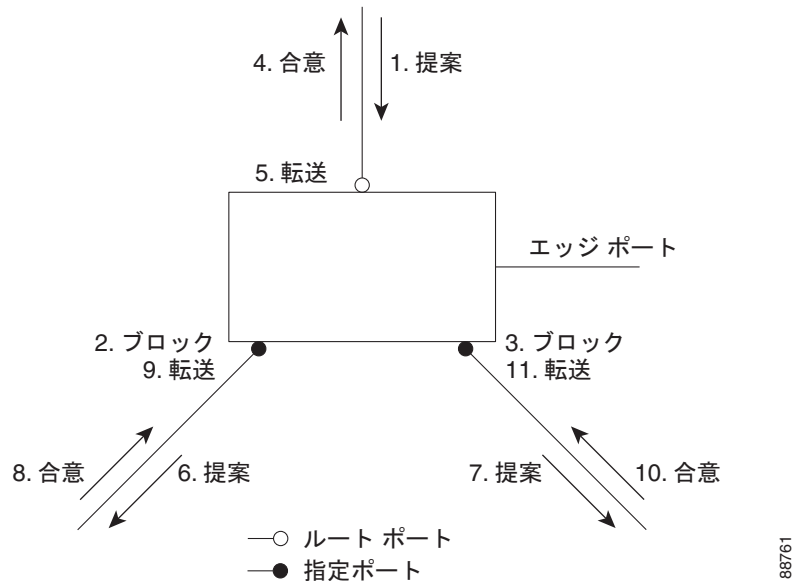 4. 合意
1. 提案
5. 転送
エッジ ポート
2. ブロック
9. 転送
3. ブロック
11. 転送
8. 合意
6. 提案
7. 提案
10. 合意
ルート ポート
指定ポート
88761